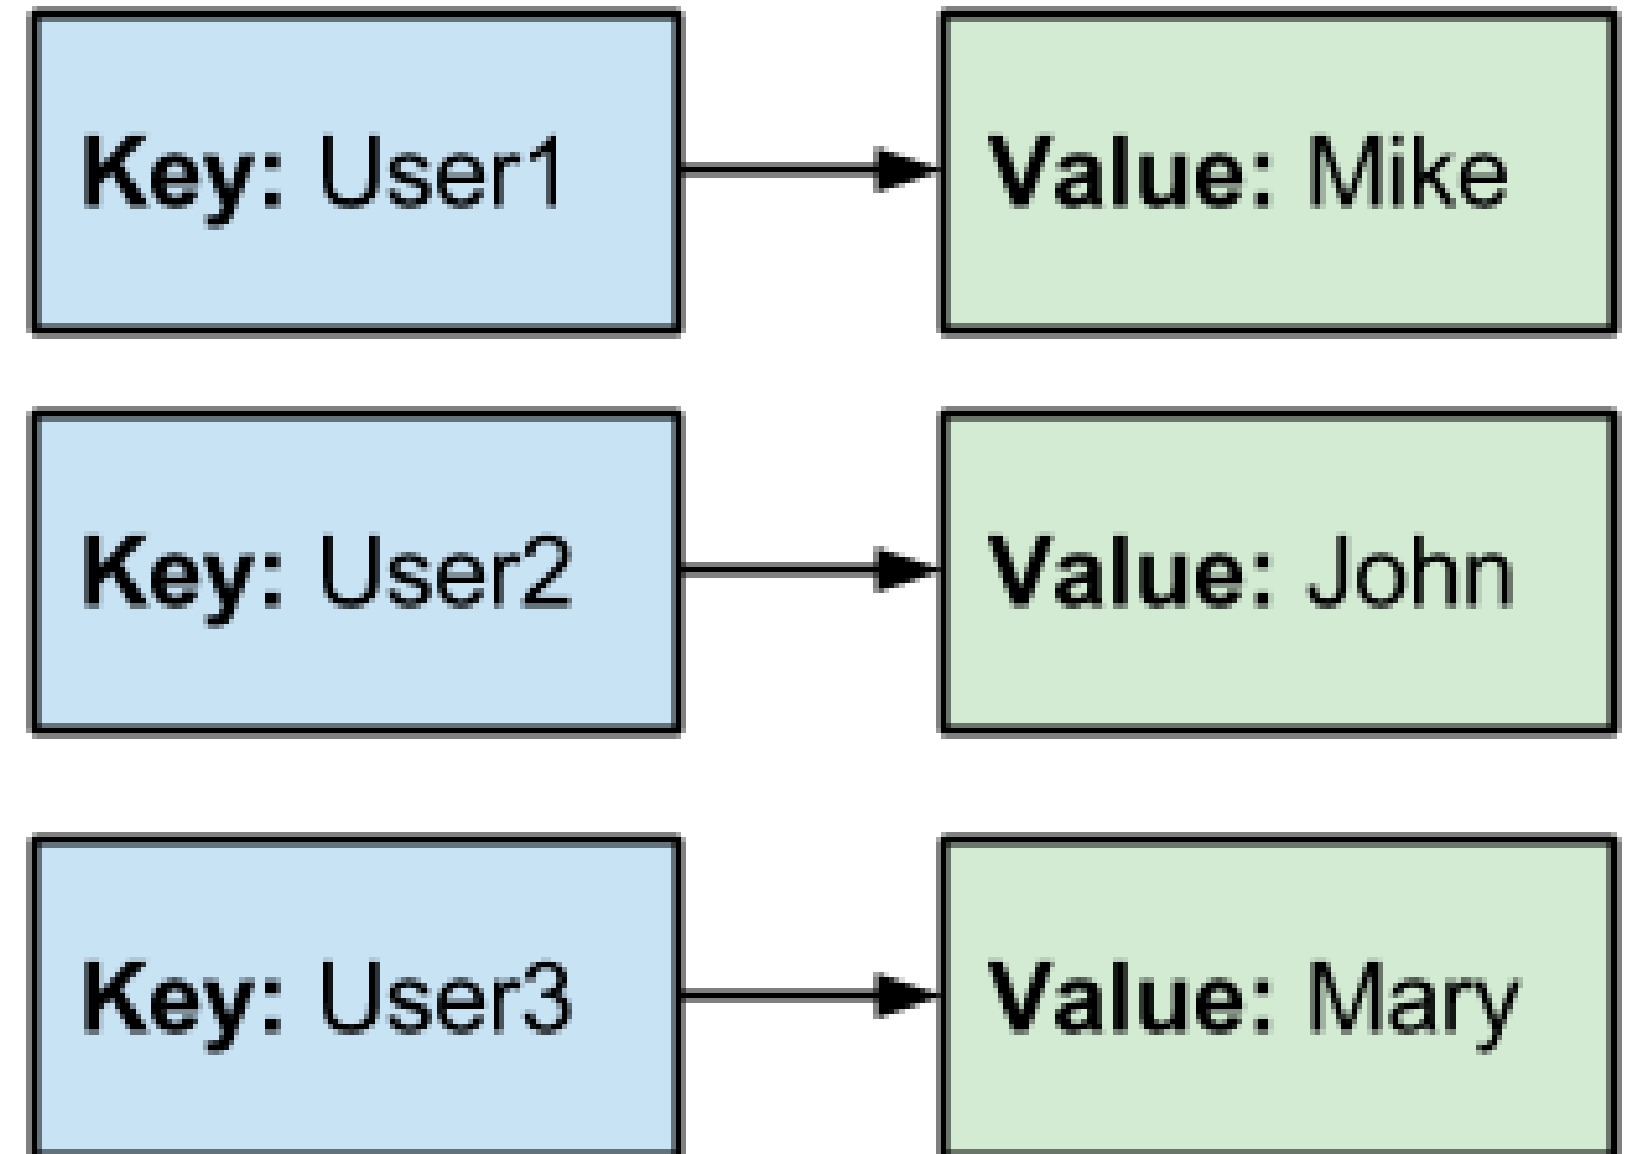 Key: User1
Value: Mike
Key: User2
Value: John
Key: User3
Value: Mary